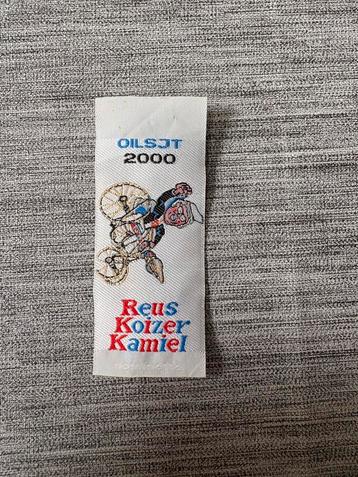 OILSJT
2000
Reus
Koizer
Kamiel